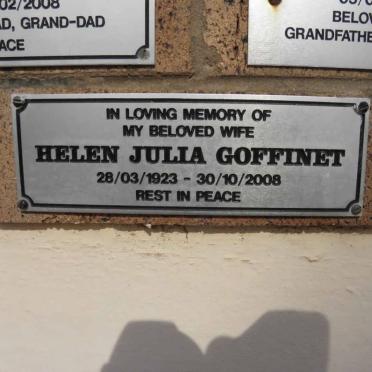 02/2008
AD, GRAND-DAD
ACE
BELO
GRANDFATHE
IN LOVING MEMORY OF
MY BELOVED WIFE
HELEN JULIA GOFFINET
28/03/1923 - 30/10/2008
REST IN PEACE